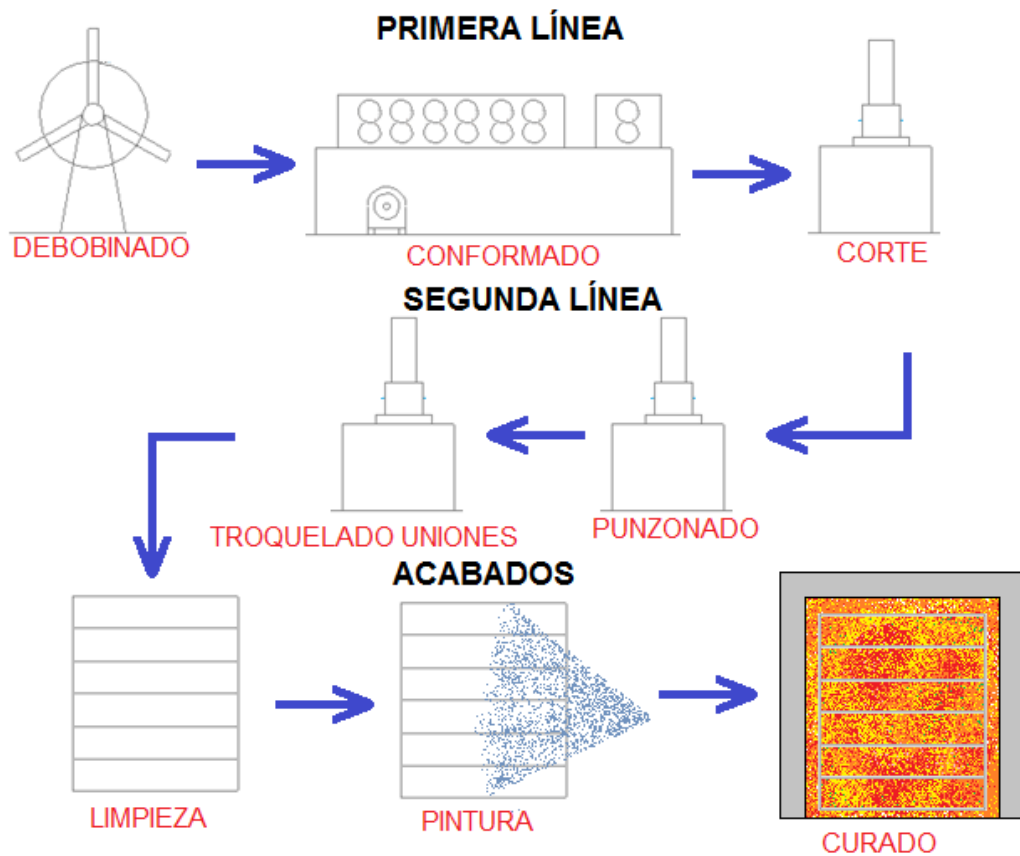 PRIMERA LÍNEA
DEBOBINADO
CONFORMADO
CORTE
SEGUNDA LÍNEA
TROQUELADO UNIONES
PUNZONADO
ACABADOS
LIMPIEZA
PINTURA
CURADO